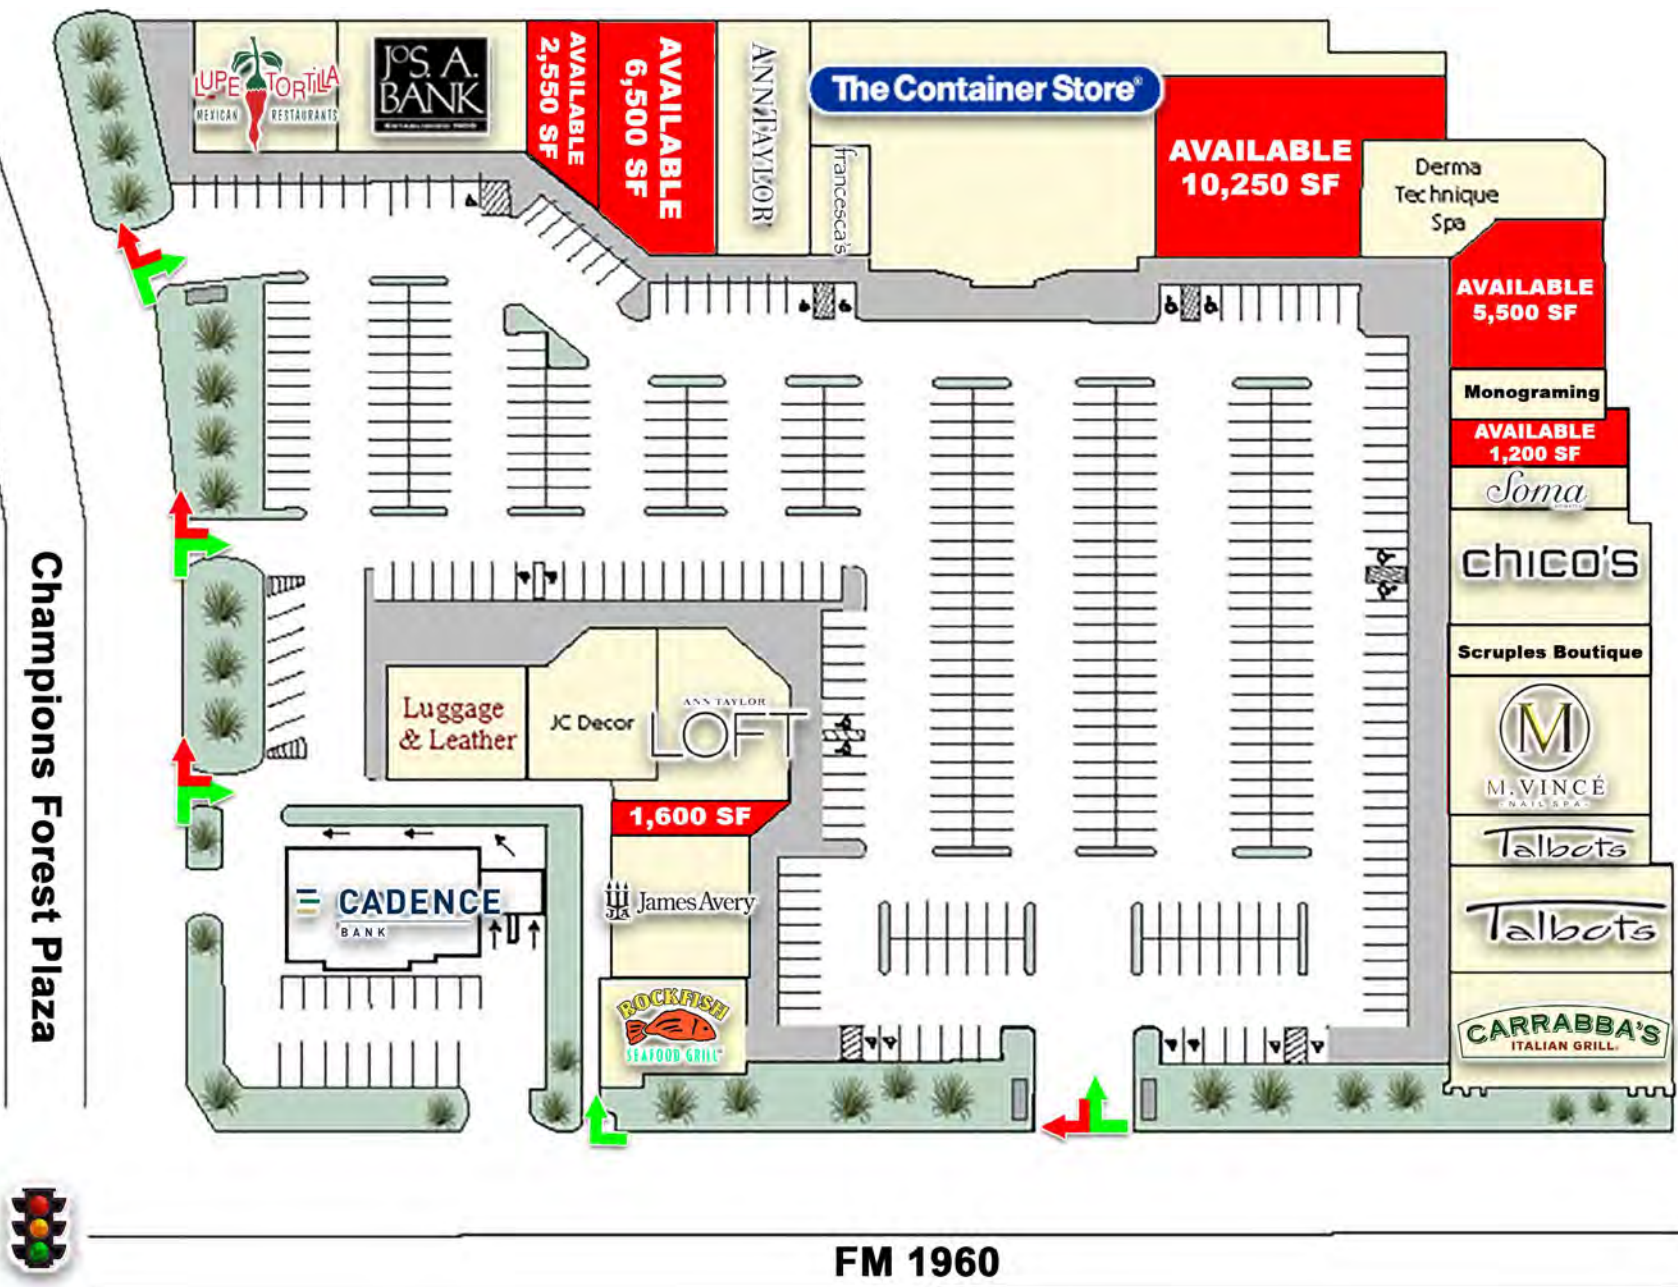 LUPE TORTILLA
MEXICAN RESTAURANTS
JOS. A.
BANK
AVAILABLE
2,550 SF
AVAILABLE
6,500 SF
ANNTAYLOR
The Container Store®
francesca's
AVAILABLE
10,250 SF
Derma
Technique
Spa
AVAILABLE
5,500 SF
Monograming
AVAILABLE
1,200 SF
Soma
chico's
Scruples Boutique
M
M.VINCÉ
NAIL SPA
Talbots
Talbots
CARRABBA'S
ITALIAN GRILL
Luggage
& Leather
JC Decor
ANN TAYLOR
LOFT
1,600 SF
CADENCE
BANK
JA
James Avery
ROCKFISH
SEAFOOD GRILL
Champions Forest Plaza
FM 1960